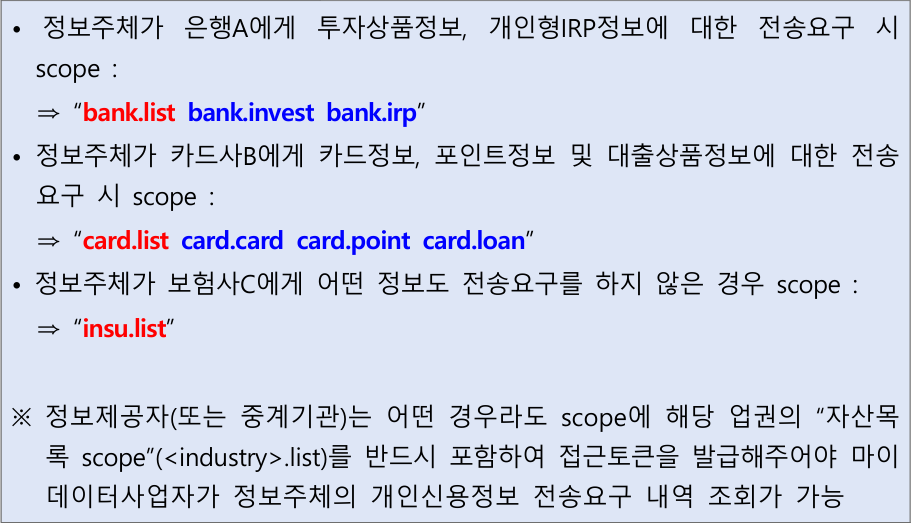 • 정보주체가 은행A에게 투자상품정보, 개인형IRP정보에 대한 전송요구 시
scope :
⇒ “bank.list bank.invest bank.irp”
• 정보주체가 카드사B에게 카드정보, 포인트정보 및 대출상품정보에 대한 전송
요구 시 scope :
⇒ “card.list card.card card.point card.loan”
• 정보주체가 보험사C에게 어떤 정보도 전송요구를 하지 않은 경우 scope :
⇒ “insu.list”
※ 정보제공자(또는 중계기관)는 어떤 경우라도 scope에 해당 업권의 “자산목
록 scope”(<industry>.list)를 반드시 포함하여 접근토큰을 발급해주어야 마이
데이터사업자가 정보주체의 개인신용정보 전송요구 내역 조회가 가능